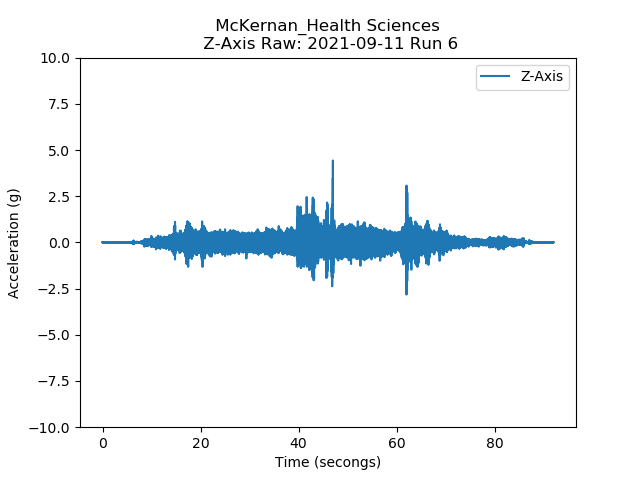 McKernan_Health Sciences
Z-Axis Raw: 2021-09-11 Run 6
Z-Axis
10.0
7.5
5.0
2.5
0.0
−2.5
−5.0
−7.5
−10.0
Acceleration (g)
0 20 40 60 80
Time (secongs)